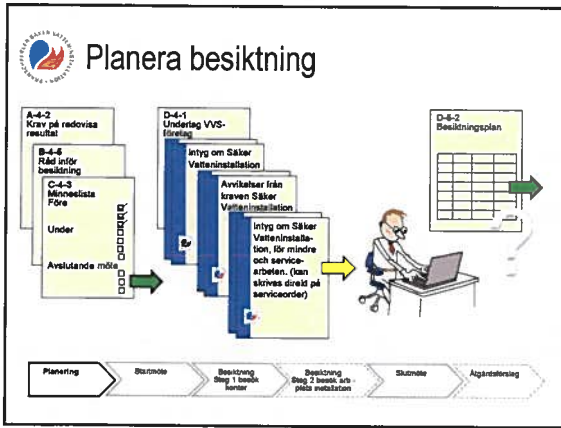 Planera besiktning
A-4-2
Krav på redovisa
resultat
B-4-5
Råd inför
besiktning
C-4-3
Minneslista
Före
Under
Avslutande möte
D-4-1
Underlag VVS-
företag
Intyg om Säker
Vatteninstallation
Avvikelser från
kraven Säker
Vatteninstallation
Intyg om Säker
Vatteninstalla-
tion, för mindre
och service-
arbeten. (kan
skrivas direkt på
serviceorder)
D-5-2
Besiktningsplan
Planering
Startmöte
Besiktning
Steg 1 besök
kontor
Besiktning
Steg 2 besök arb -
plats installation
Slutmöte
Åtgärdsförslag